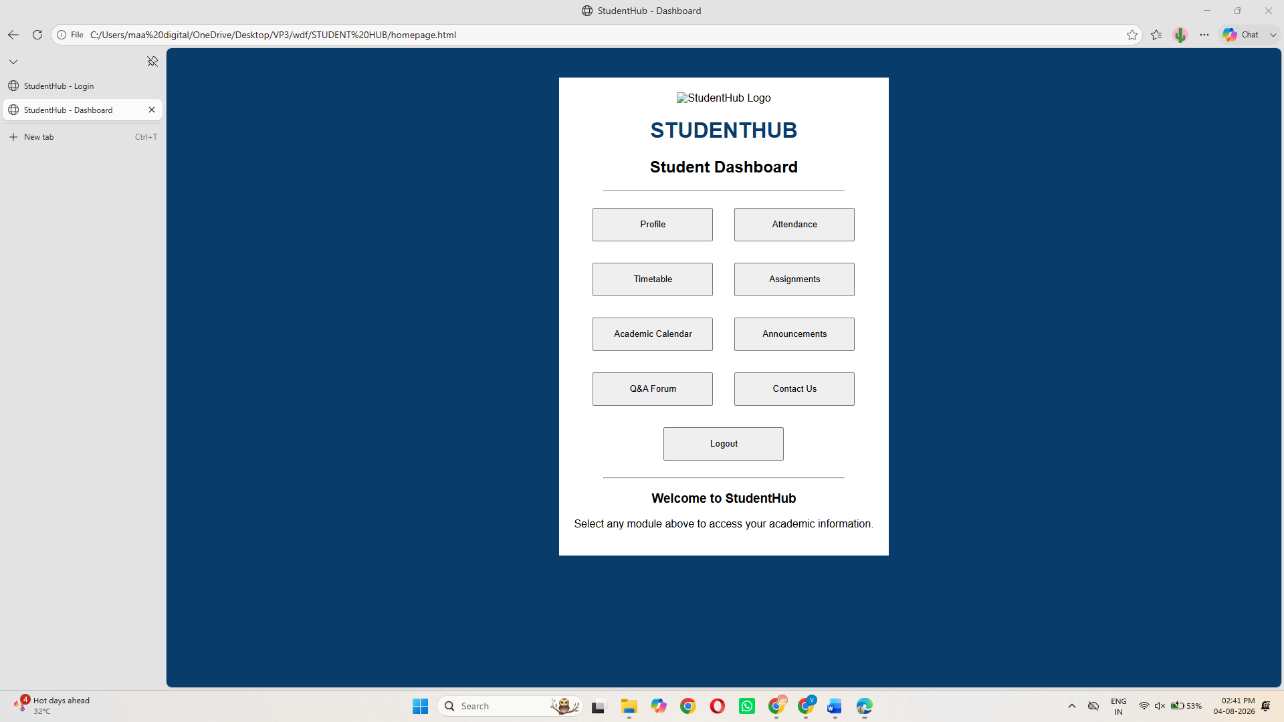 StudentHub - Dashboard
File C:/Users/maa%20digital/OneDrive/Desktop/VP3/wdf/STUDENT%20HUB/homepage.html
Chat
StudentHub - Login
StudentHub - Dashboard
New tab Ctrl+T
StudentHub Logo
STUDENTHUB
Student Dashboard
Profile Attendance
Timetable Assignments
Academic Calendar Announcements
Q&A Forum Contact Us
Logout
Welcome to StudentHub
Select any module above to access your academic information.
4
Hot days ahead
32°C
Search
ENG
IN
53%
02:41 PM
04-08-2026